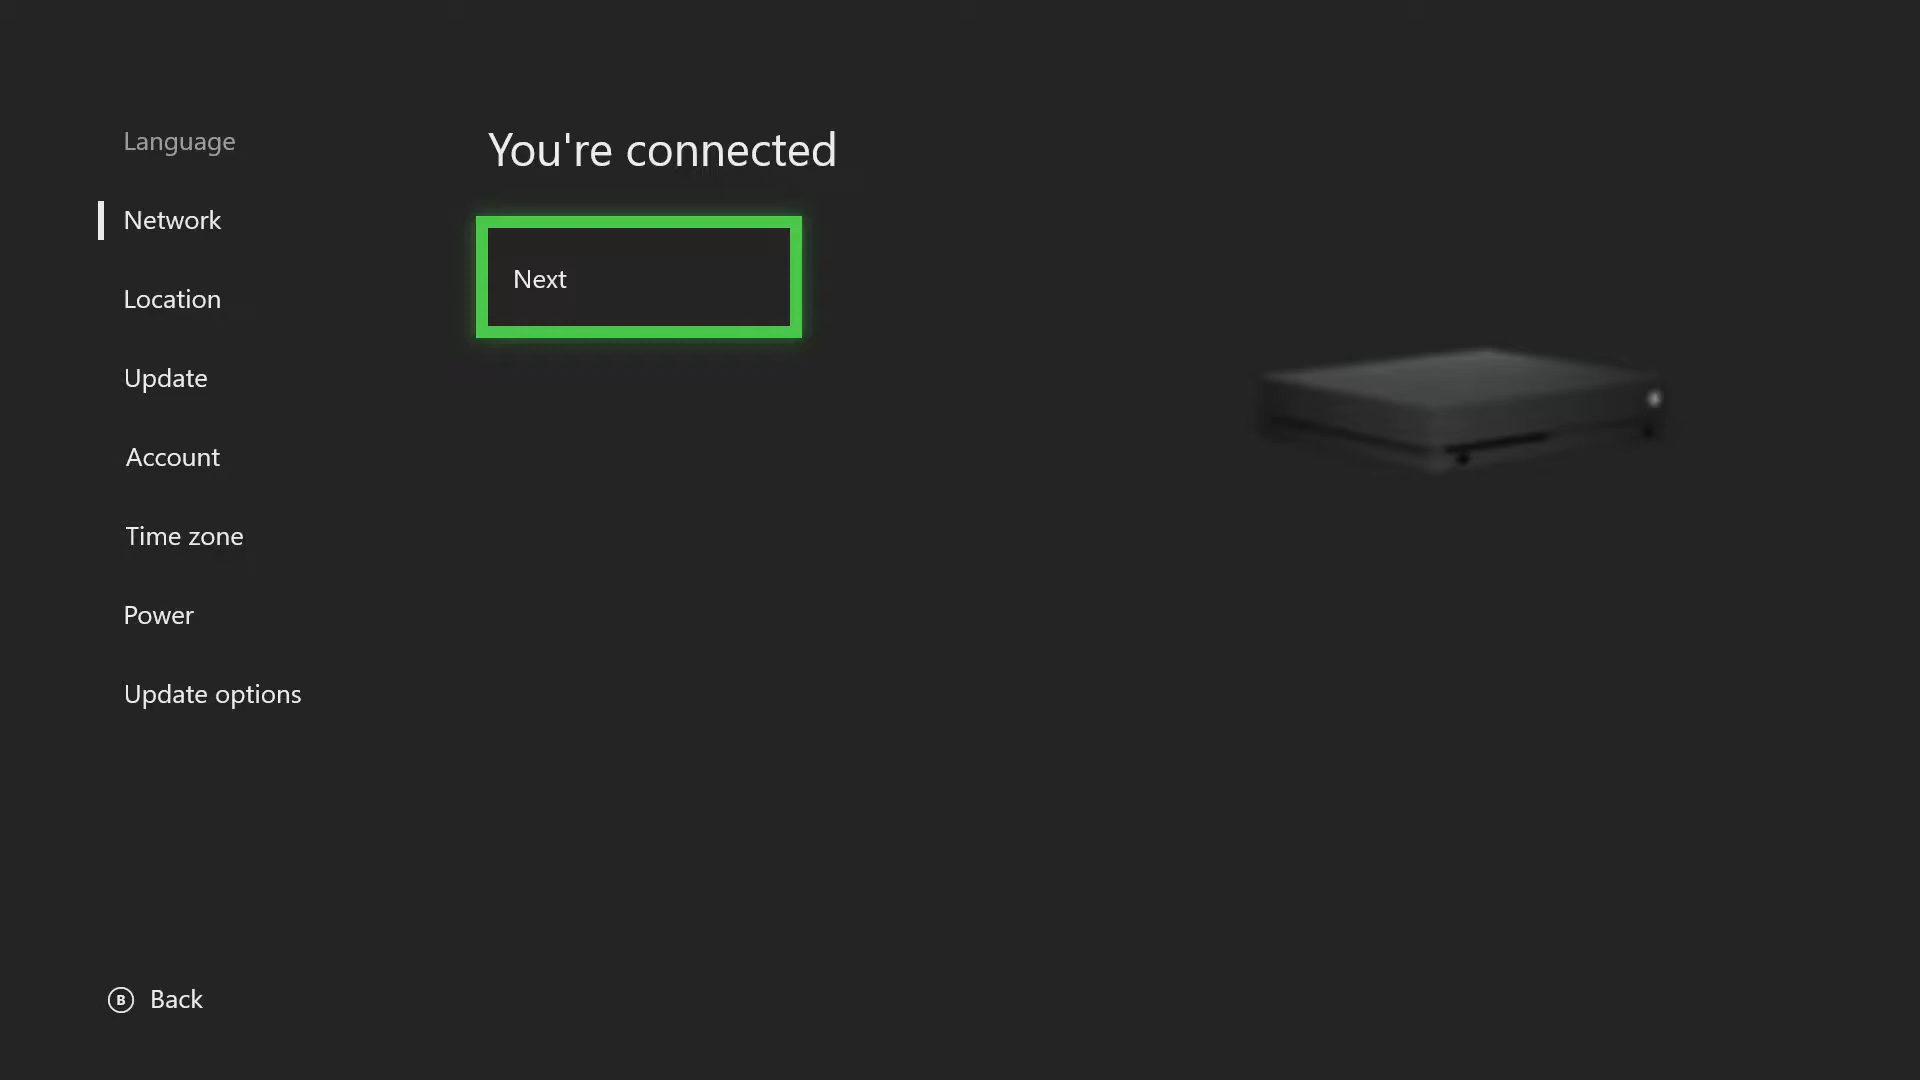 Language
Network
Location
Update
Account
Time zone
Power
Update options
You're connected
Next
B Back